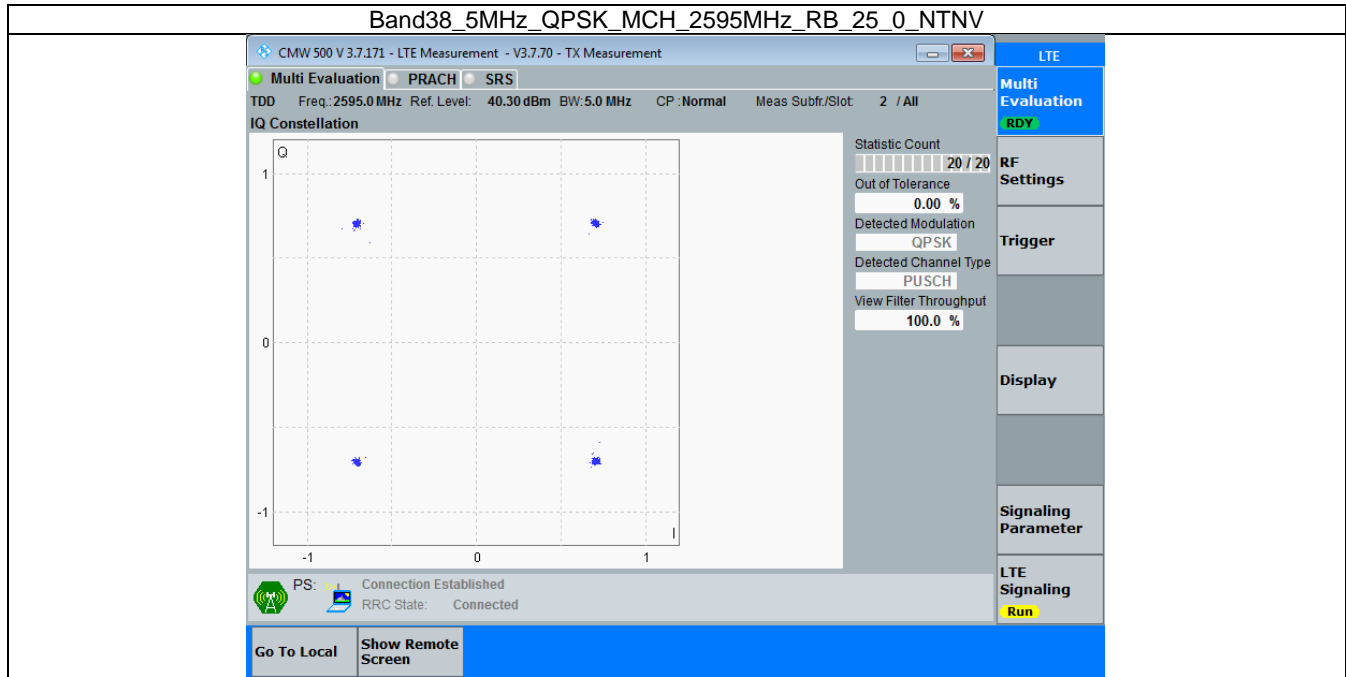 Band38_5MHz_QPSK_MCH_2595MHz_RB_25_0_NTNV
CMW 500 V 3.7.171 - LTE Measurement - V3.7.70 - TX Measurement
LTE
Multi Evaluation PRACH SRS
Multi
Evaluation
RDY
TDD Freg.: 2595.0 MHz Ref. Level: 40.30 dBm BW: 5.0 MHz CP : Normal Meas Subfr./Slot: 2 / All
IQ Constellation
Q
1
0
-1
I
-1 0 1
Statistic Count
20 / 20
Out of Tolerance
0.00 %
Detected Modulation
QPSK
Detected Channel Type
PUSCH
View Filter Throughput
100.0 %
RF
Settings
Trigger
Display
Signaling
Parameter
LTE
Signaling
Run
PS: Connection Established
RRC State: Connected
Go To Local
Show Remote
Screen